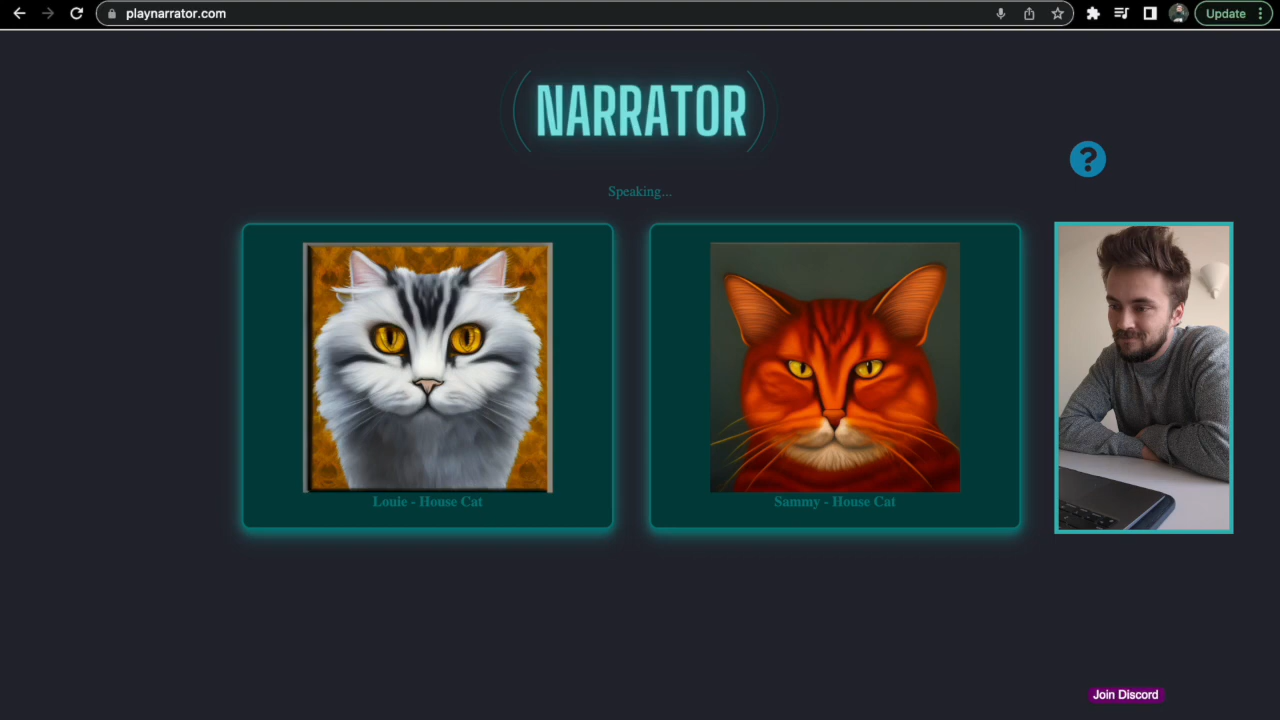 playnarrator.com
Update
NARRATOR
?
Speaking...
Louie - House Cat
Sammy - House Cat
Join Discord